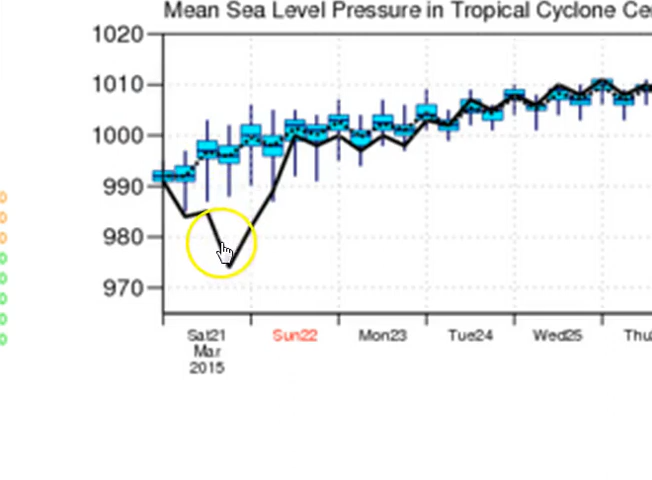 Mean Sea Level Pressure in Tropical Cyclone Ce
1020
1010
1000
990
980
970
Sat21 Sun22 Mon23 Tue24 Wed25 Thu
Mar
2015